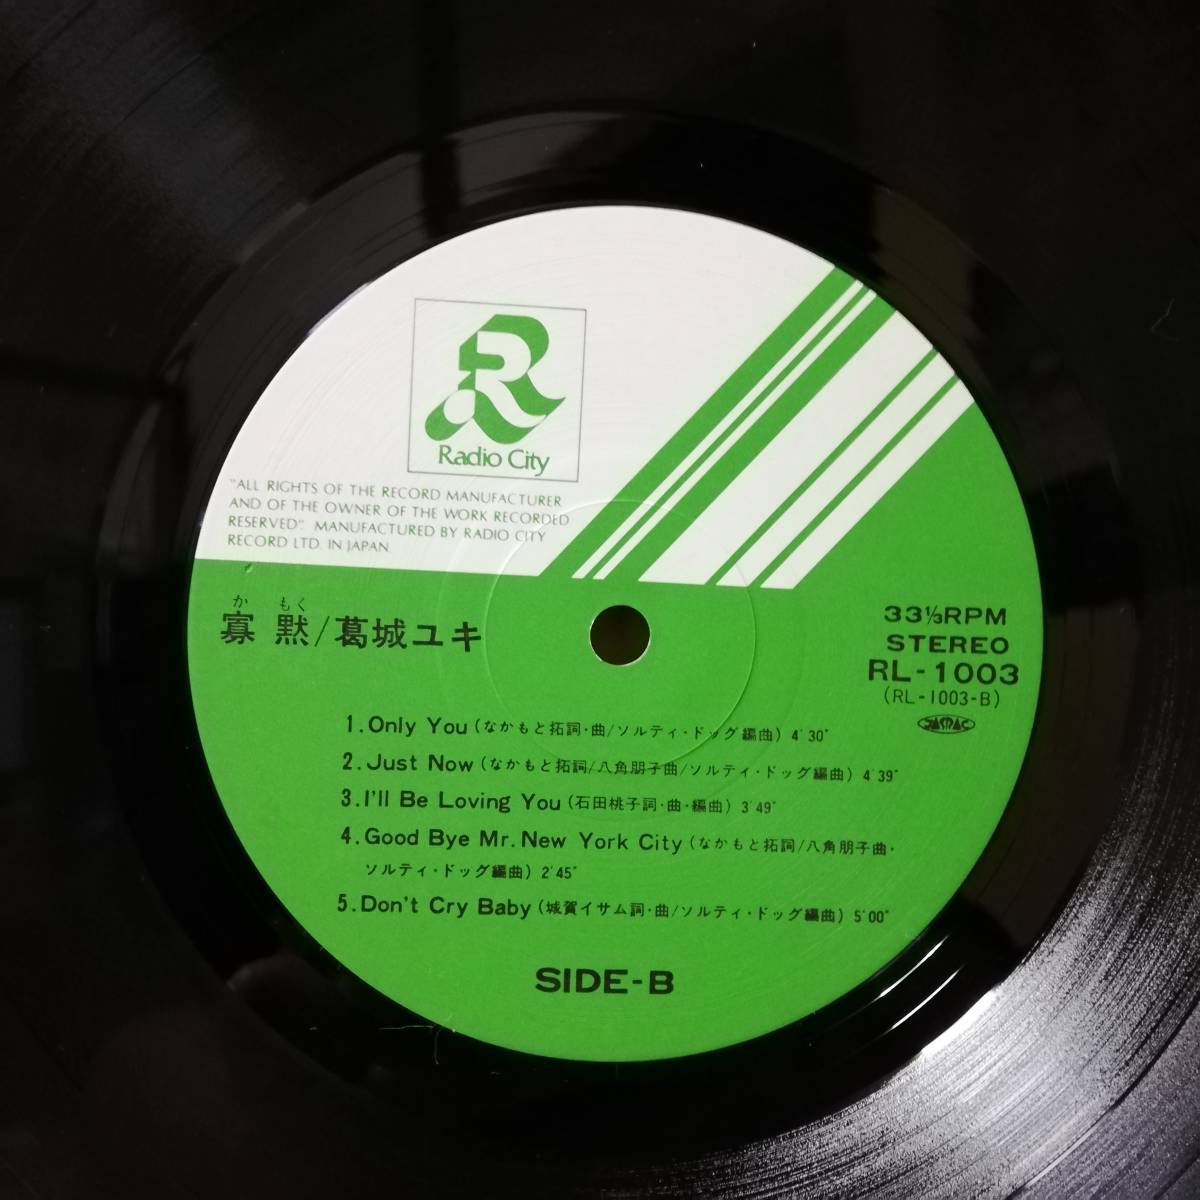 Radio City
"ALL RIGHTS OF THE RECORD MANUFACTURER
AND OF THE OWNER OF THE WORK RECORDED
RESERVED". MANUFACTURED BY RADIO CITY
RECORD LTD. IN JAPAN.
か もく
寡 黙/葛城ユキ
33⅓RPM
STEREO
RL-1003
(RL-1003-B)
JASRAC
1.Only You (なかもと拓詞・曲/ソルティ・ドッグ編曲) 4'30"
2.Just Now (なかもと拓詞/八角朋子曲/ソルティ・ドッグ編曲) 4'39"
3.I'll Be Loving You (石田桃子詞・曲・編曲) 3'49"
4.Good Bye Mr. New York City (なかもと拓詞/八角朋子曲・
ソルティ・ドッグ編曲) 2'45"
5.Don't Cry Baby (城賀イサム詞・曲/ソルティ・ドッグ編曲) 5'00"
SIDE-B